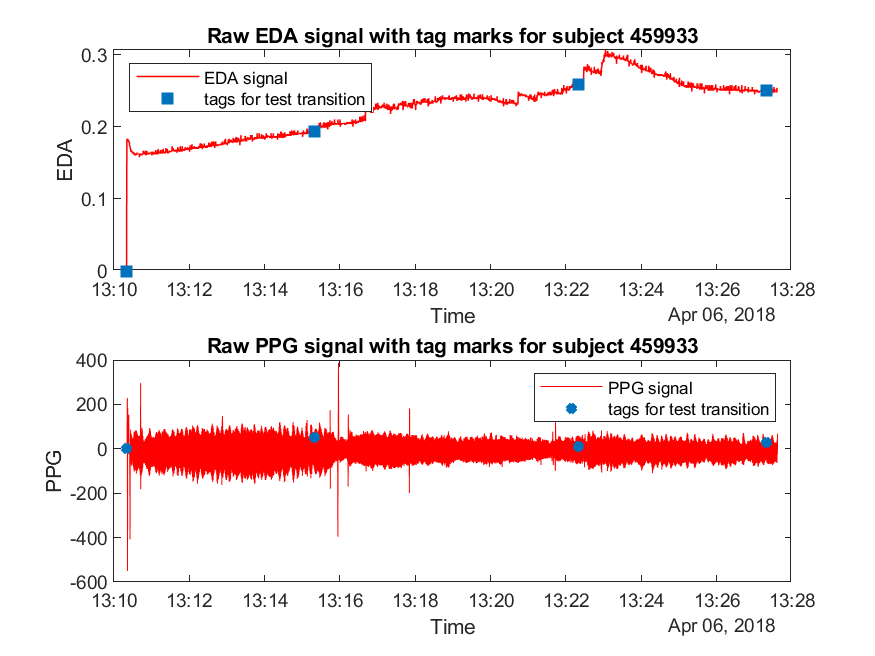 Raw EDA signal with tag marks for subject 459933
EDA signal
tags for test transition
EDA
0.3
0.2
0.1
0
13:10 13:12 13:14 13:16 13:18 13:20 13:22 13:24 13:26 13:28
Time
Apr 06, 2018
Raw PPG signal with tag marks for subject 459933
PPG signal
tags for test transition
PPG
400
200
0
-200
-400
-600
13:10 13:12 13:14 13:16 13:18 13:20 13:22 13:24 13:26 13:28
Time
Apr 06, 2018